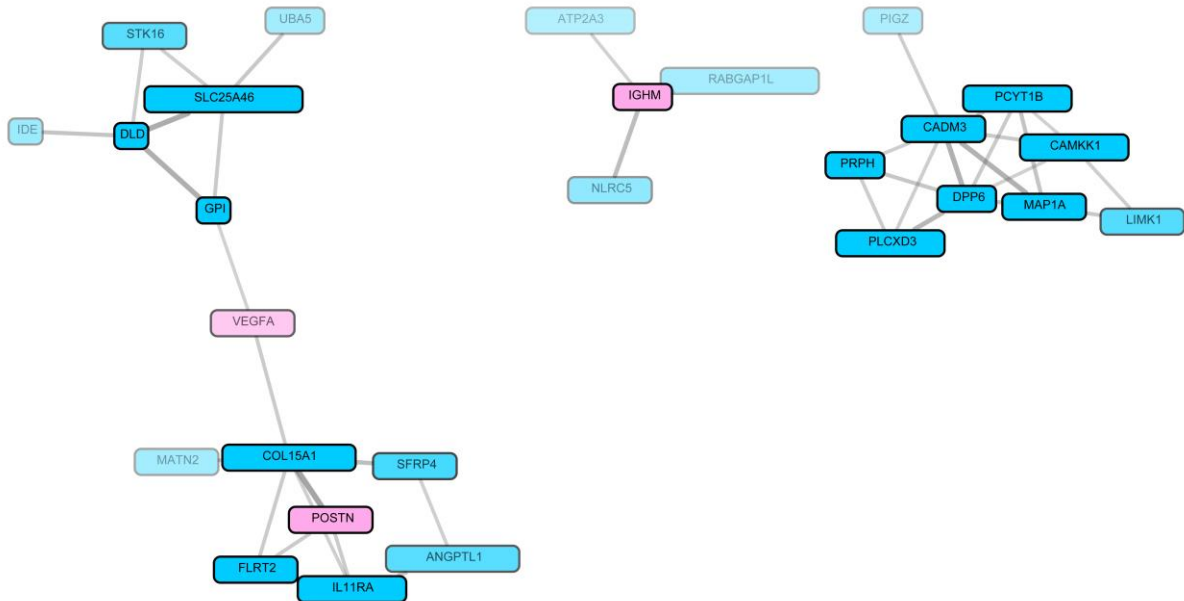 UBA5
ATP2A3
PIGZ
STK16
RABGAP1L
SLC25A46
IGHM
PCYT1B
IDE
DLD
CADM3
CAMKK1
PRPH
NLRC5
DPP6
MAP1A
GPI
LIMK1
PLCXD3
VEGFA
MATN2
COL15A1
SFRP4
POSTN
ANGPTL1
FLRT2
IL11RA